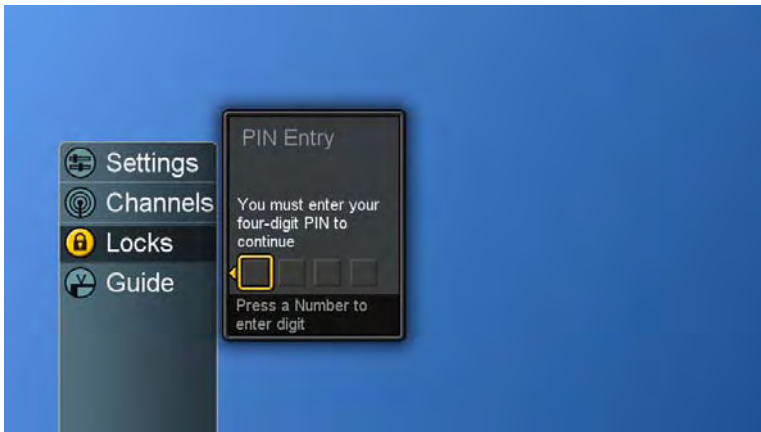 Settings
Channels
Locks
Guide
PIN Entry
You must enter your
four-digit PIN to
continue
Press a Number to
enter digit